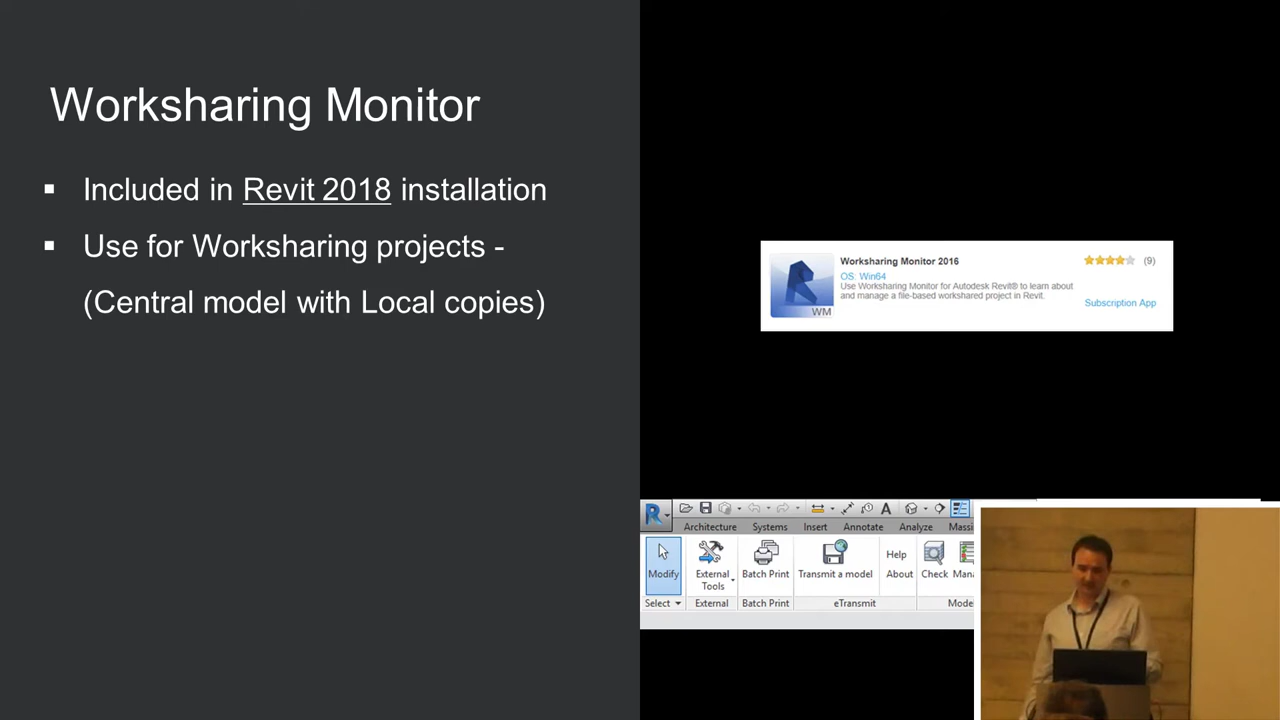 Worksharing Monitor
▪ Included in Revit 2018 installation
▪ Use for Worksharing projects -
(Central model with Local copies)
Worksharing Monitor 2016
(9)
OS: Win64
Use Worksharing Monitor for Autodesk Revit® to learn about
and manage a file-based workshared project in Revit.
Subscription App
WM
Architecture Systems Insert Annotate Analyze Massi
Modify External Tools Batch Print Transmit a model Help About Check Mana
Select External Batch Print eTransmit Mode